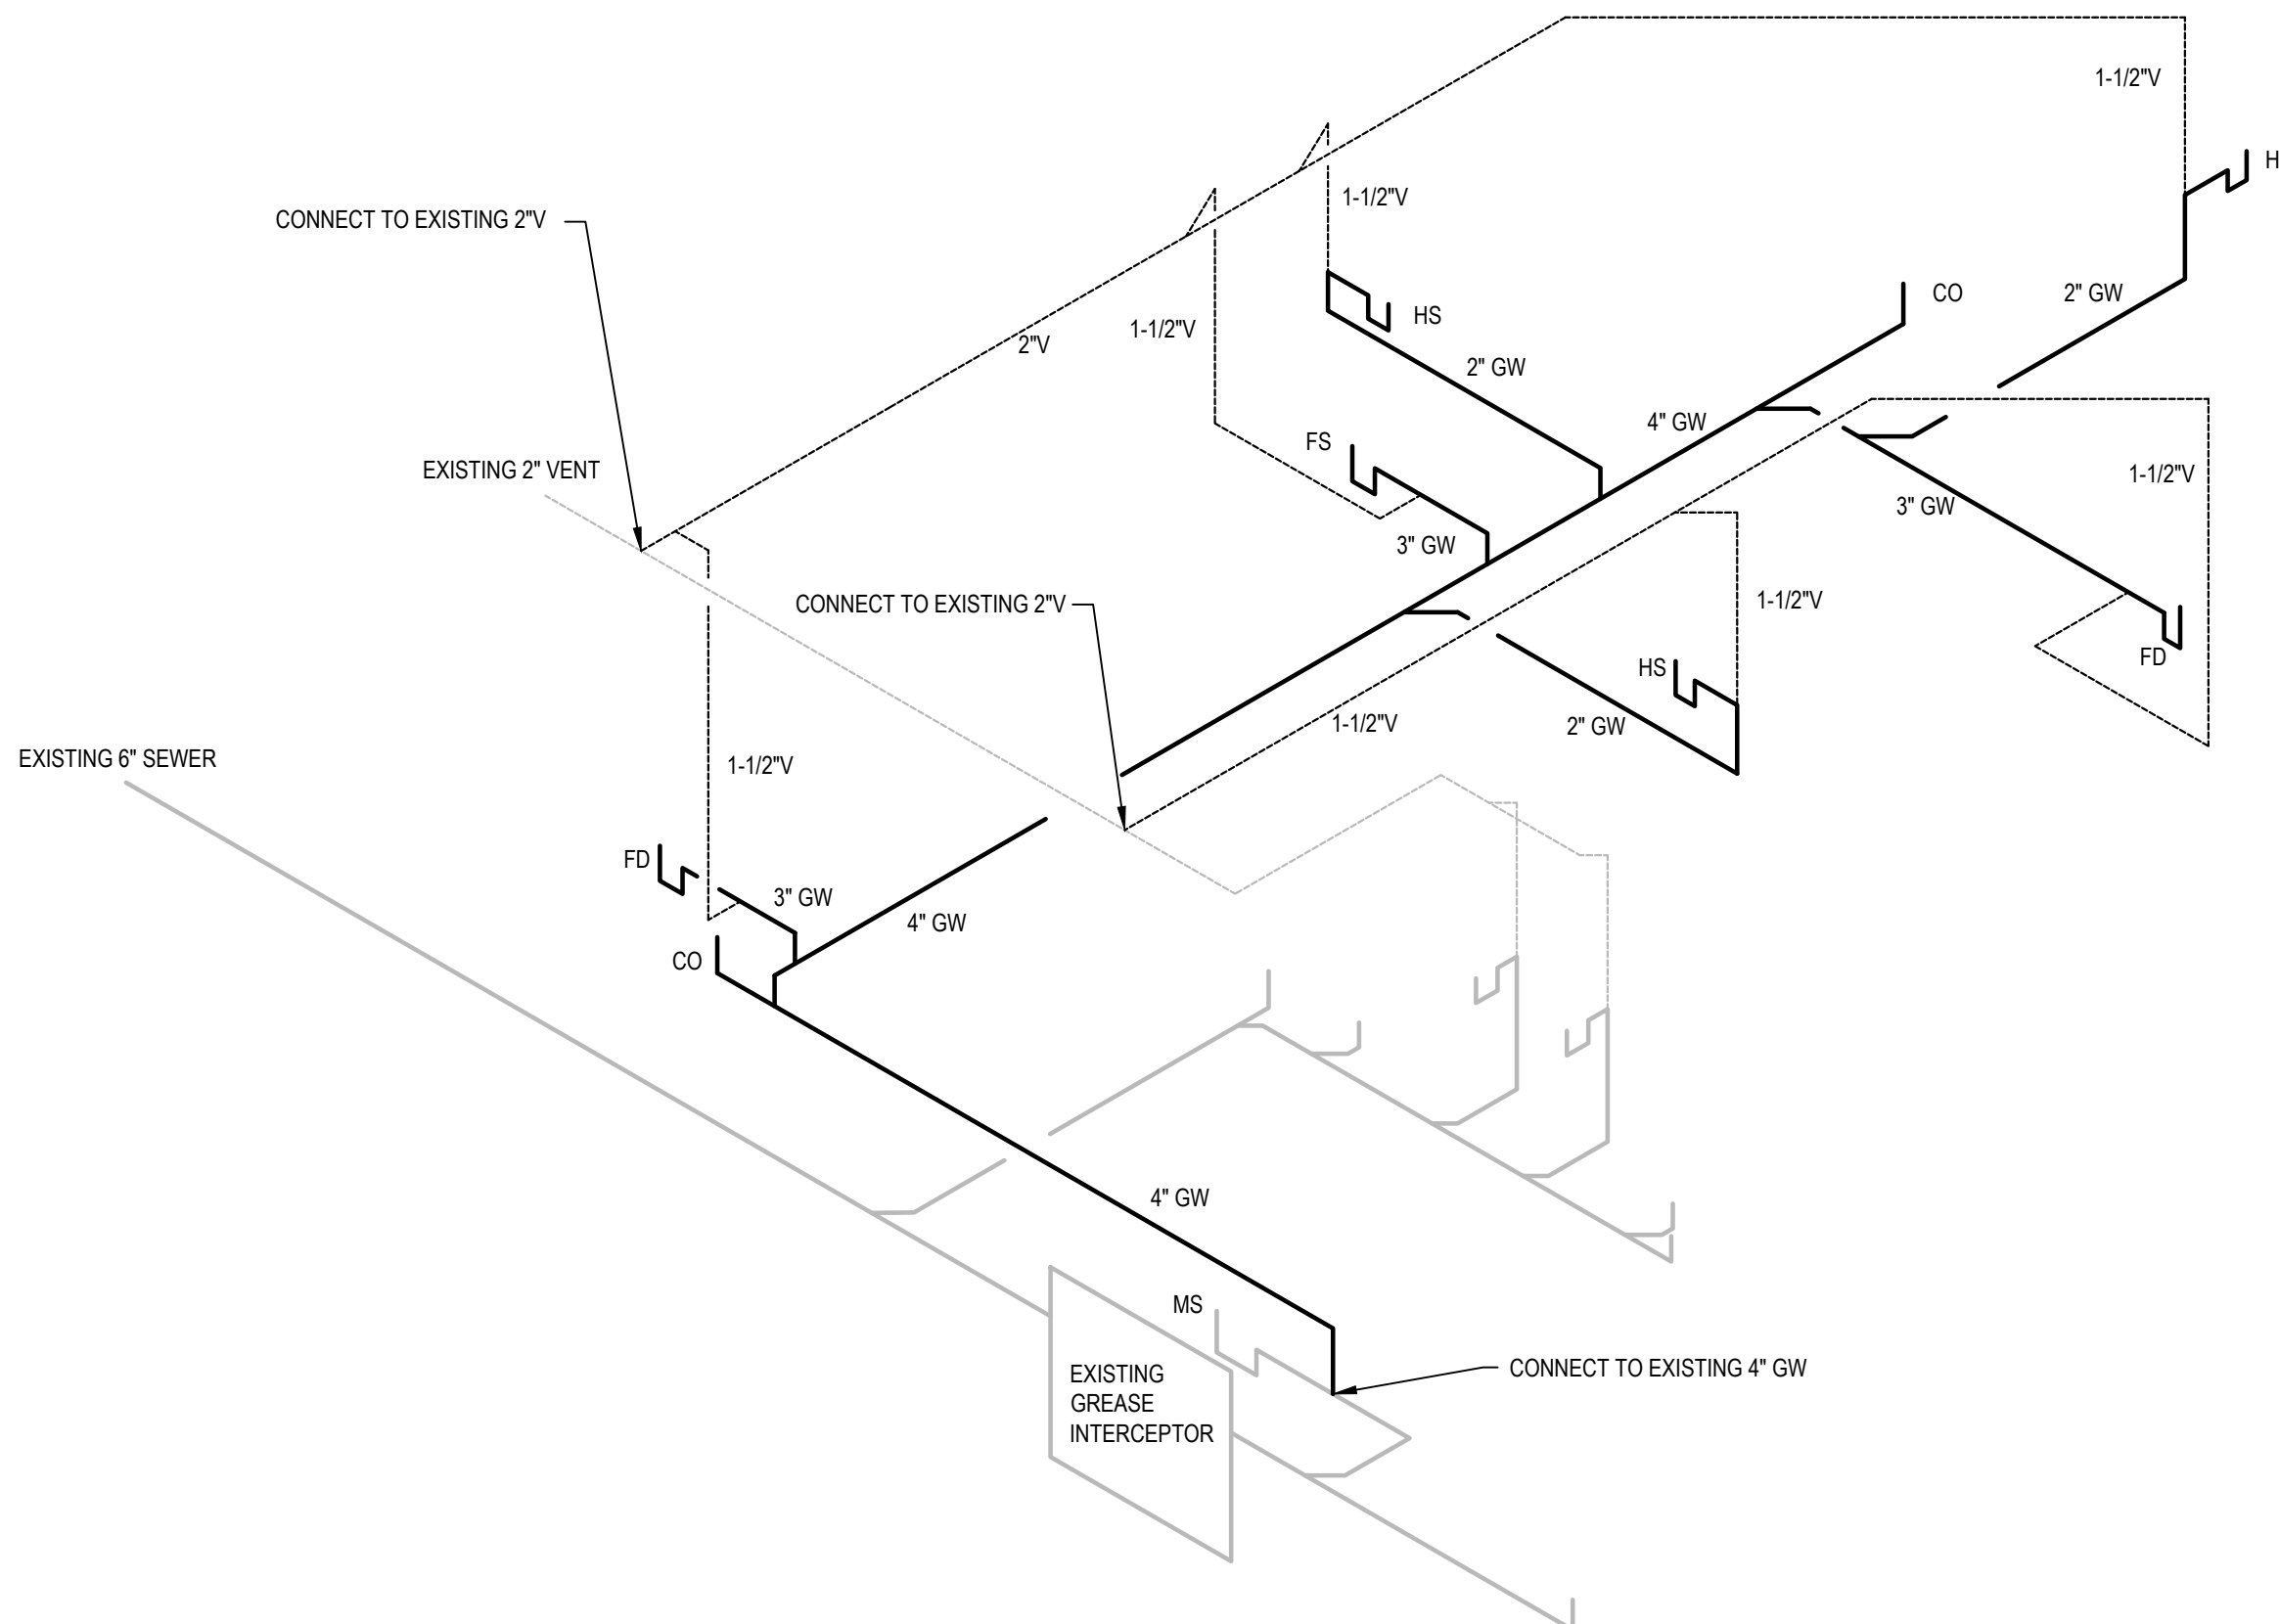 1-1/2"V
H
1-1/2"V
CONNECT TO EXISTING 2"V
CO
2" GW
HS
1-1/2"V
2"V
2" GW
4" GW
FS
EXISTING 2" VENT
1-1/2"V
3" GW
3" GW
1-1/2"V
CONNECT TO EXISTING 2"V
FD
HS
1-1/2"V
2" GW
EXISTING 6" SEWER
1-1/2"V
FD
3" GW
4" GW
CO
4" GW
MS
CONNECT TO EXISTING 4" GW
EXISTING
GREASE
INTERCEPTOR